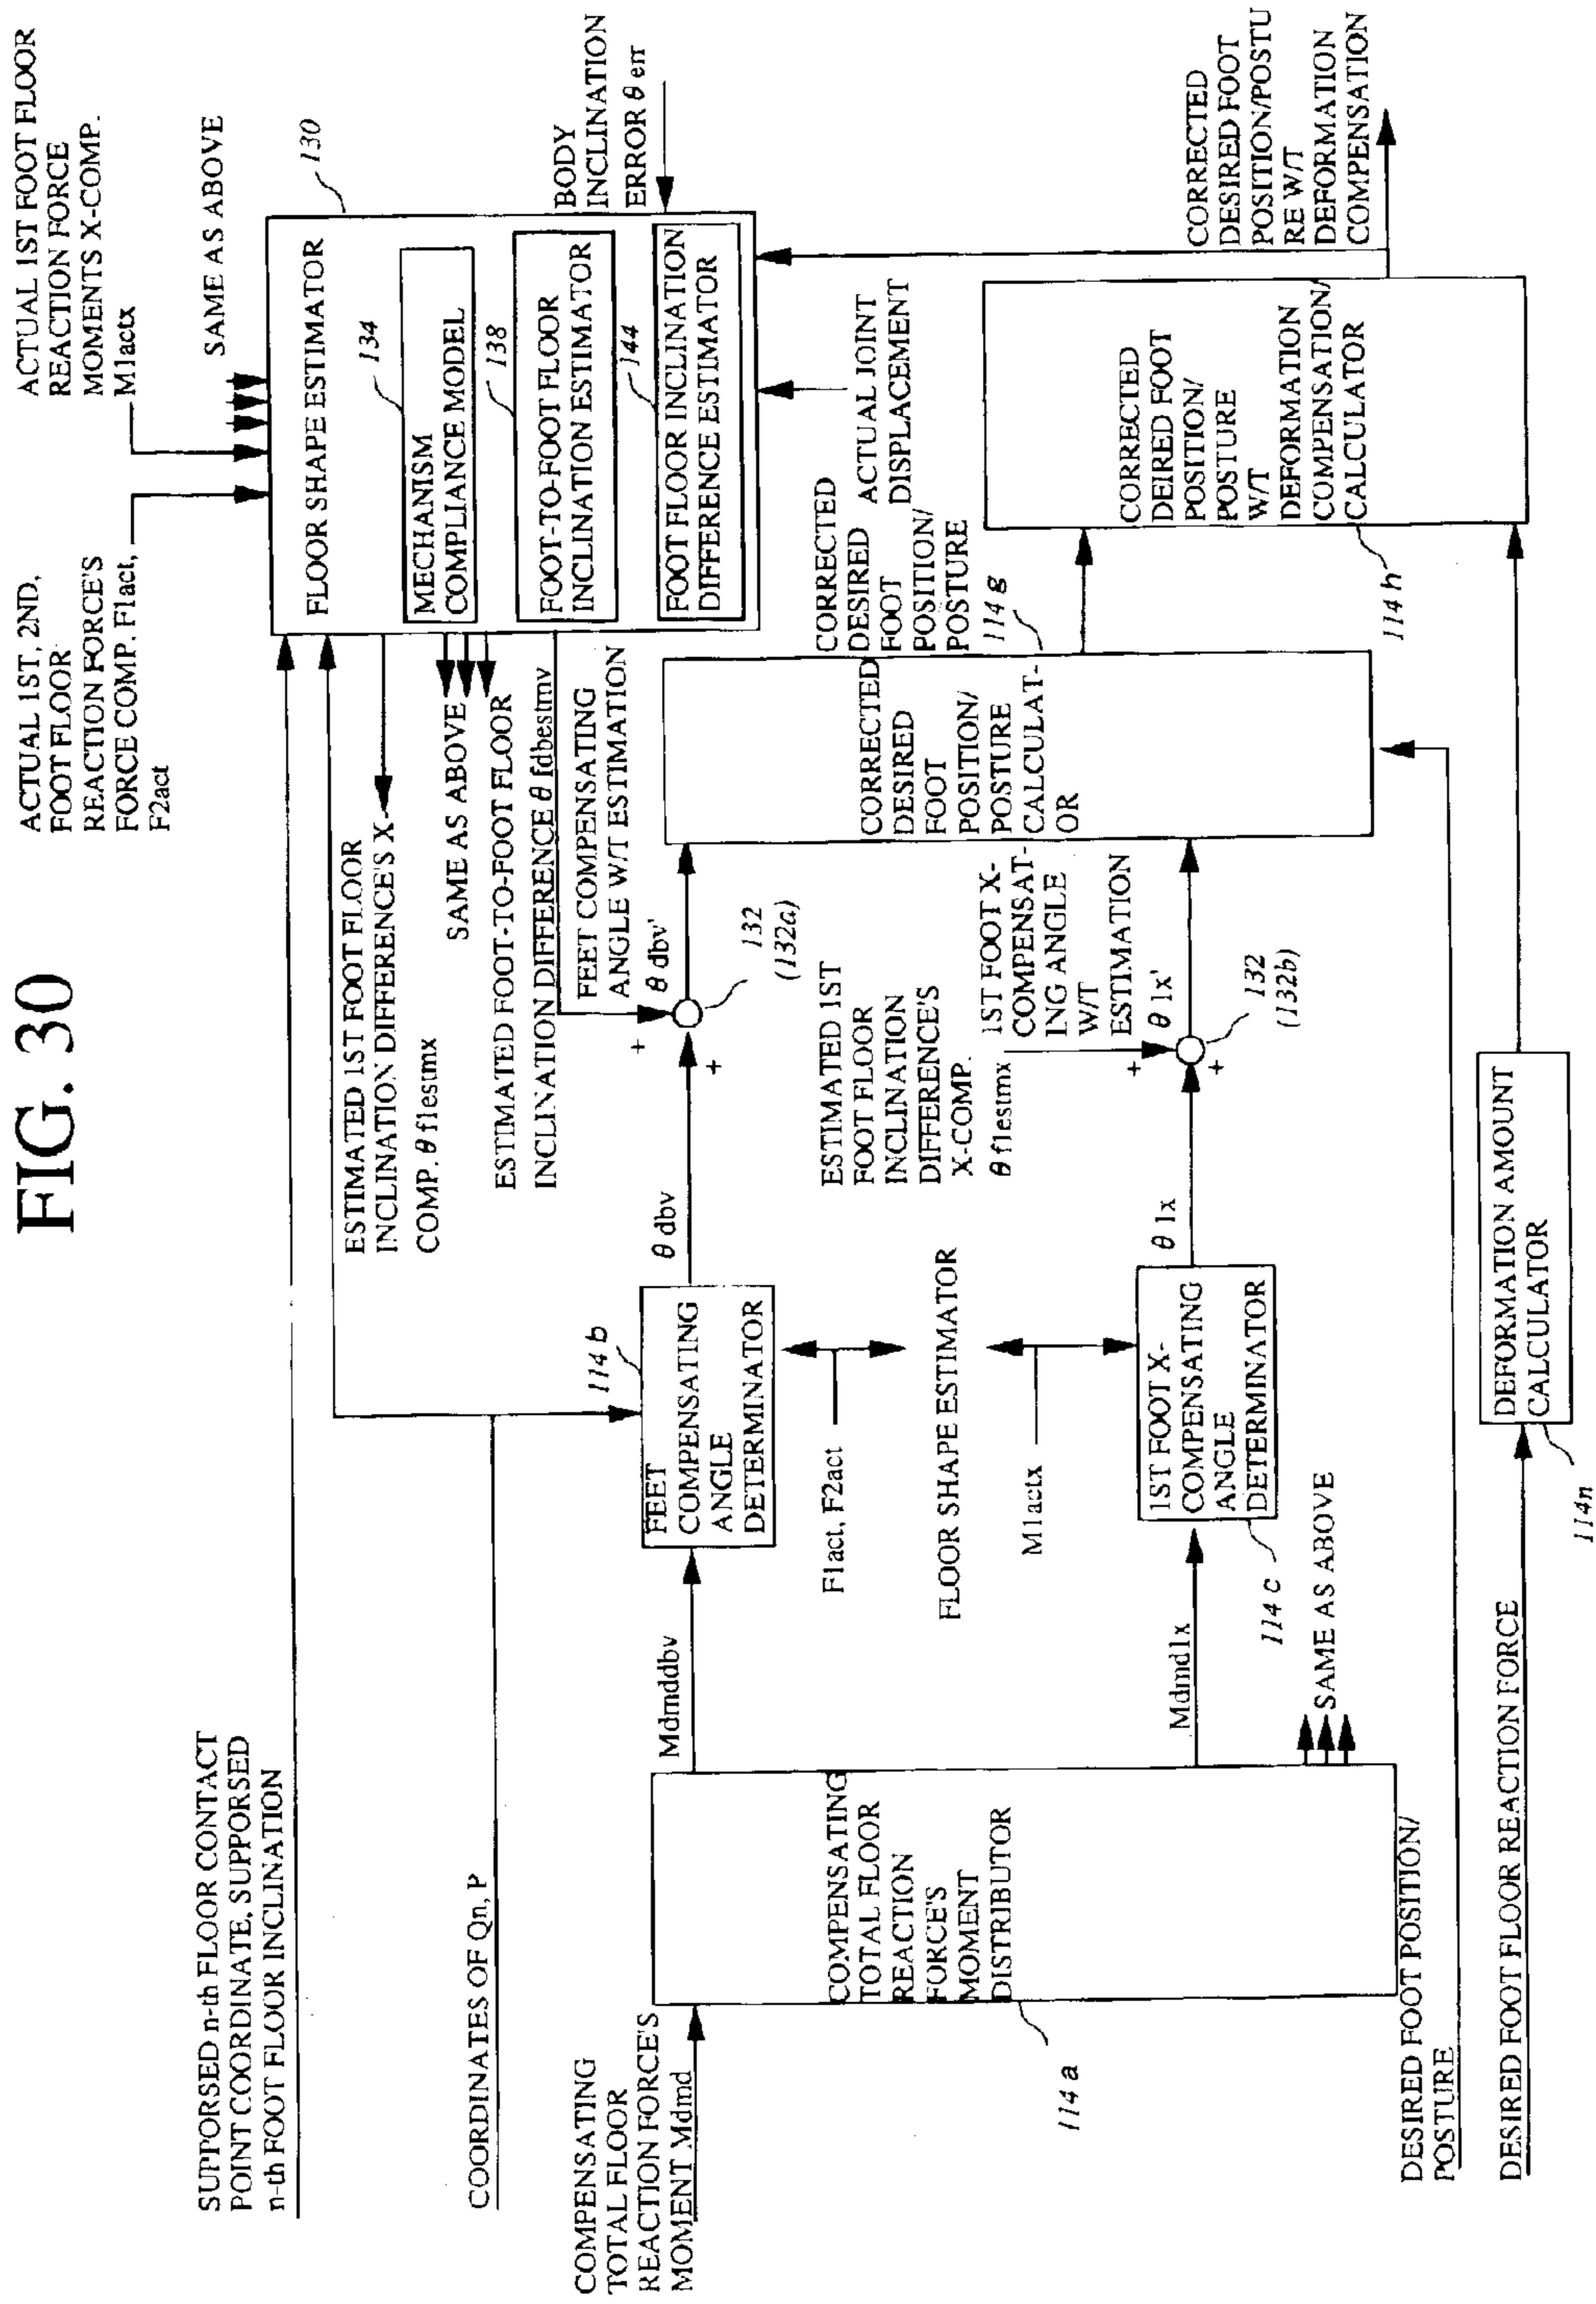 FIG. 30
SUPPORSED n-th FLOOR CONTACT
POINT COORDINATE, SUPPORSED
n-th FOOT FLOOR INCLINATION
COORDINATES OF Qn, P
COMPENSATING
TOTAL FLOOR
REACTION FORCE'S
MOMENT Mdmd
COMPENSATING
TOTAL FLOOR
REACTION
FORCE'S
MOMENT
DISTRIBUTOR
114a
DESIRED FOOT POSITION/
POSTURE
DESIRED FOOT FLOOR REACTION FORCE
Mdmddbv
Mdmd1x
SAME AS ABOVE
114b
FEET
COMPENSATING
ANGLE
DETERMINATOR
F1act, F2act
FLOOR SHAPE ESTIMATOR
M1actx
1ST FOOT X-
COMPENSATING
ANGLE
DETERMINATOR
114c
DEFORMATION AMOUNT
CALCULATOR
114n
θ dbv
θ 1x
ESTIMATED 1ST FOOT FLOOR
INCLINATION DIFFERENCE'S X-
COMP. θ f1estmx
SAME AS ABOVE
ESTIMATED FOOT-TO-FOOT FLOOR
INCLINATION DIFFERENCE θ fdbestmv
FEET COMPENSATING
ANGLE W/T ESTIMATION
θ dbv'
+
+
132
(132a)
ESTIMATED 1ST
FOOT FLOOR
INCLINATION
DIFFERENCE'S
X-COMP.
θ f1estmx
1ST FOOT X-
COMPENSAT-
ING ANGLE
W/T
ESTIMATION
θ 1x'
+
+
132
(132b)
CORRECTED
DESIRED
FOOT
POSITION/
POSTURE
CALCULAT-
OR
114g
CORRECTED
DESIRED
FOOT
POSITION/
POSTURE
ACTUAL JOINT
DISPLACEMENT
ACTUAL 1ST, 2ND,
FOOT FLOOR
REACTION FORCE'S
FORCE COMP. F1act,
F2act
ACTUAL 1ST FOOT FLOOR
REACTION FORCE
MOMENTS X-COMP.
M1actx
SAME AS ABOVE
130
FLOOR SHAPE ESTIMATOR
134
MECHANISM
COMPLIANCE MODEL
138
FOOT-TO-FOOT FLOOR
INCLINATION ESTIMATOR
144
FOOT FLOOR INCLINATION
DIFFERENCE ESTIMATOR
BODY
INCLINATION
ERROR θ err
CORRECTED
DEIRED FOOT
POSITION/
POSTURE
W/T
DEFORMATION
COMPENSATION/
CALCULATOR
114h
CORRECTED
DESIRED FOOT
POSITION/POSTU
RE W/T
DEFORMATION
COMPENSATION